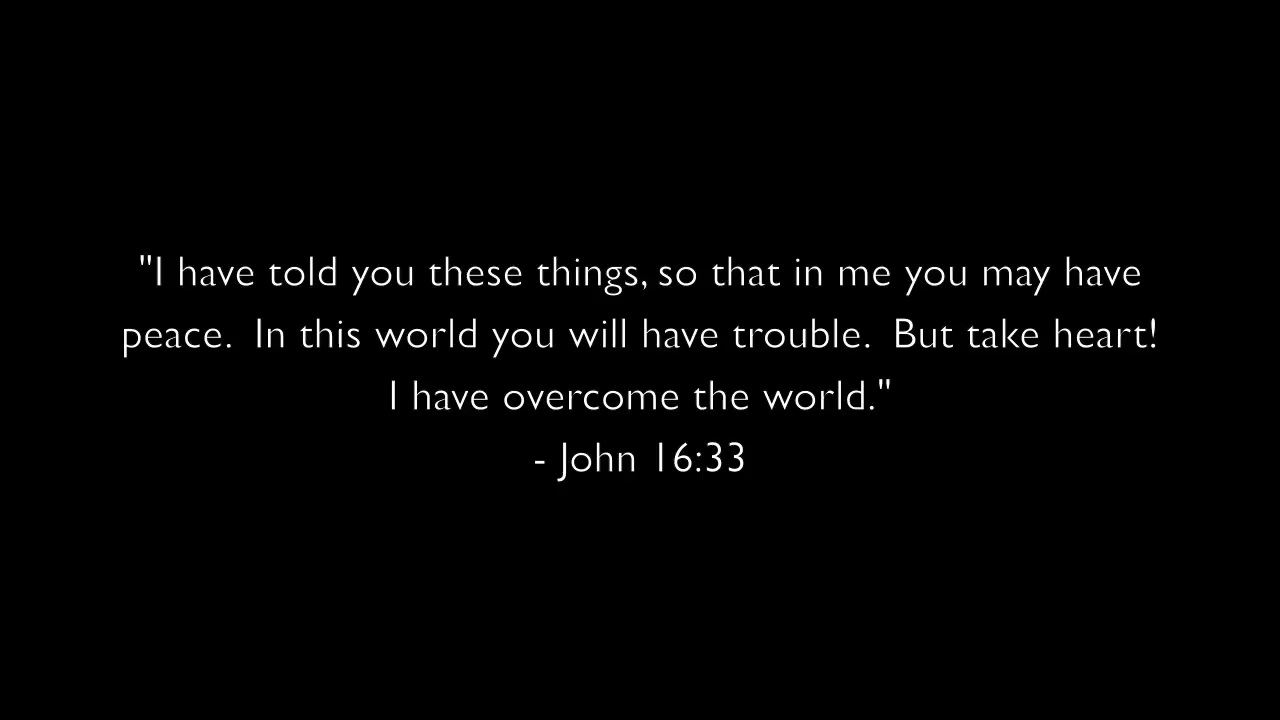 "I have told you these things, so that in me you may have
peace.  In this world you will have trouble.  But take heart!
I have overcome the world."
- John 16:33